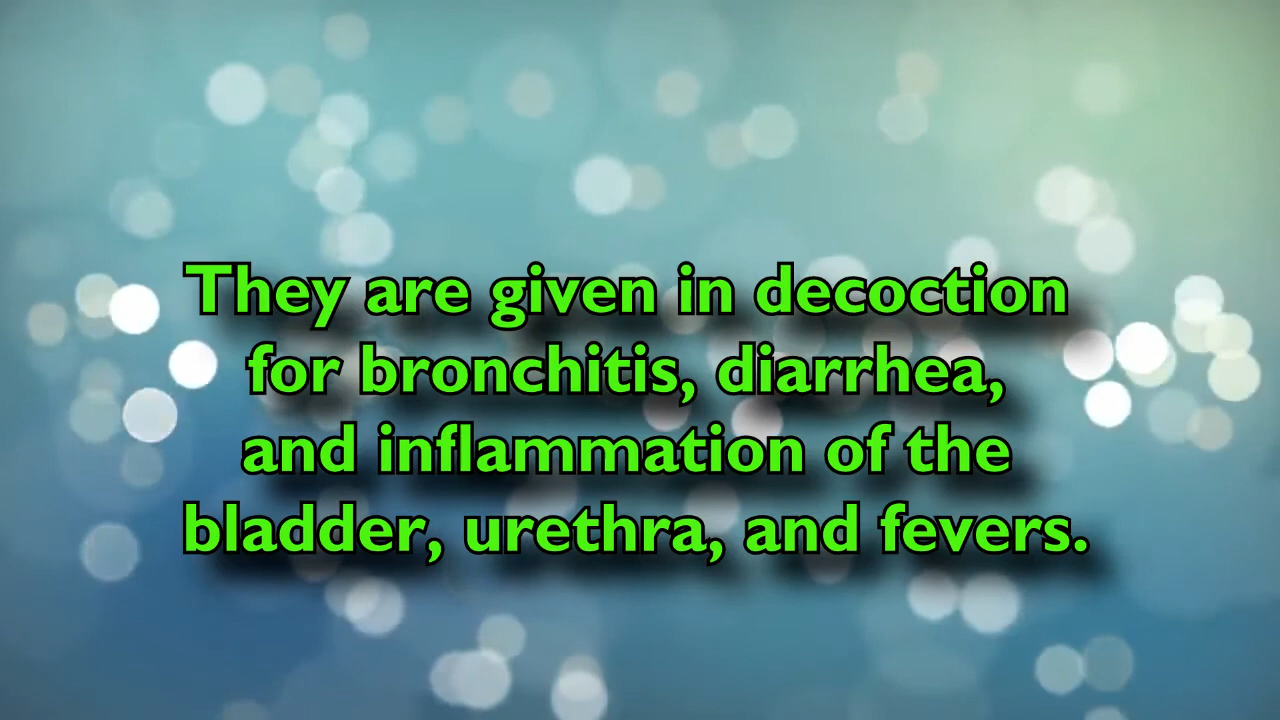 They are given in decoction
for bronchitis, diarrhea,
and inflammation of the
bladder, urethra, and fevers.